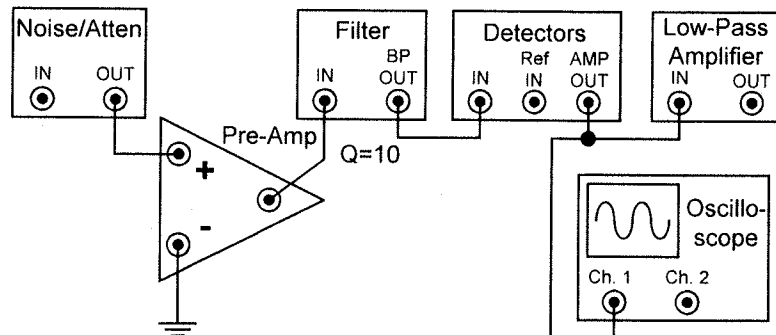 Noise/Atten
IN OUT
Filter
BP
IN OUT
Detectors
Ref AMP
IN IN OUT
Low-Pass
Amplifier
IN OUT
Pre-Amp
Q=10
+
-
Oscillo-
scope
Ch. 1 Ch. 2